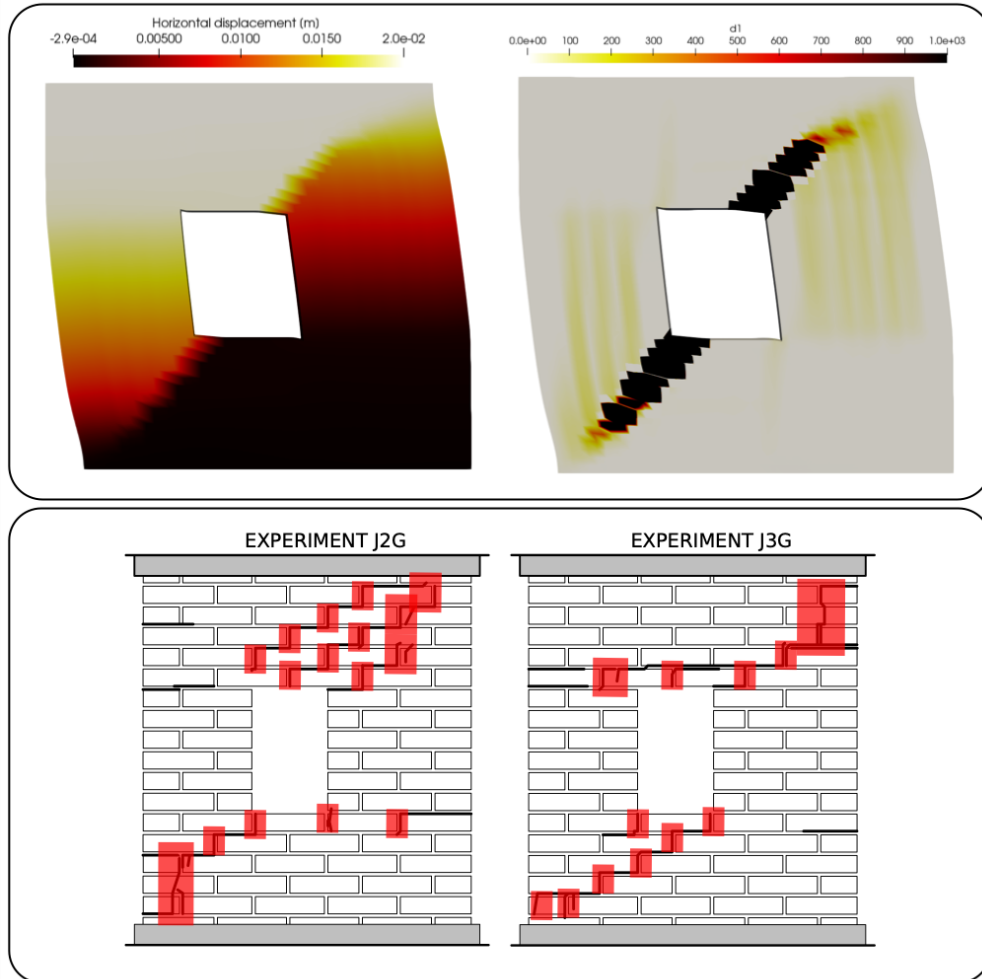 Horizontal displacement (m)
-2.9e-04 0.00500 0.0100 0.0150 2.0e-02
d1
0.0e+00 100 200 300 400 500 600 700 800 900 1.0e+03
EXPERIMENT J2G
EXPERIMENT J3G